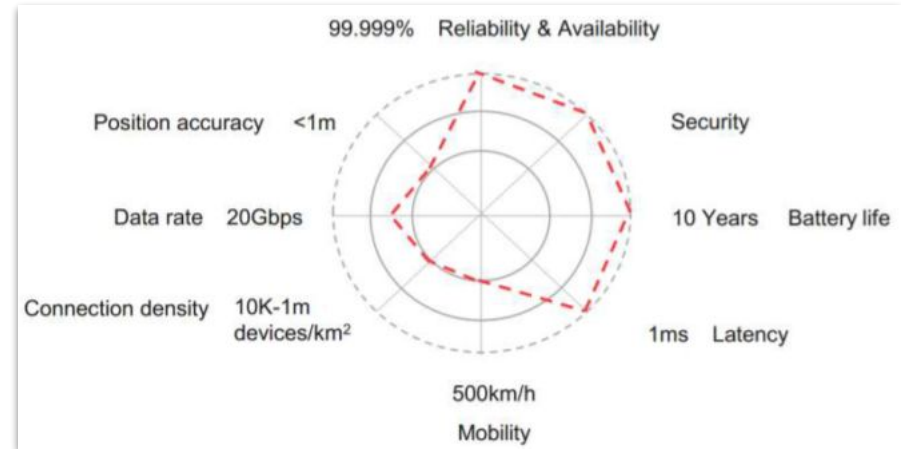 99.999% Reliability & Availability
Position accuracy <1m
Security
Data rate 20Gbps
10 Years Battery life
Connection density 10K-1m
devices/km²
1ms Latency
500km/h
Mobility